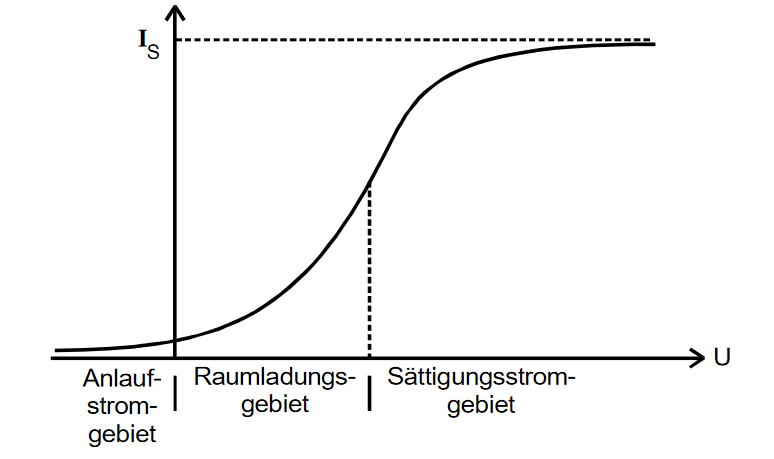 I_S
U
Anlauf-
strom-
gebiet
Raumladungs-
gebiet
Sättigungsstrom-
gebiet